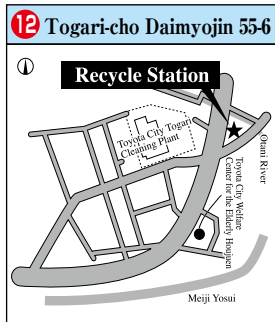 12 Togari-cho Daimyojin 55-6
Recycle Station
Toyota City Togari
Cleaning Plant
Otani River
Toyota City Welfare
Center for the Elderly Houjuen
Meiji Yosui